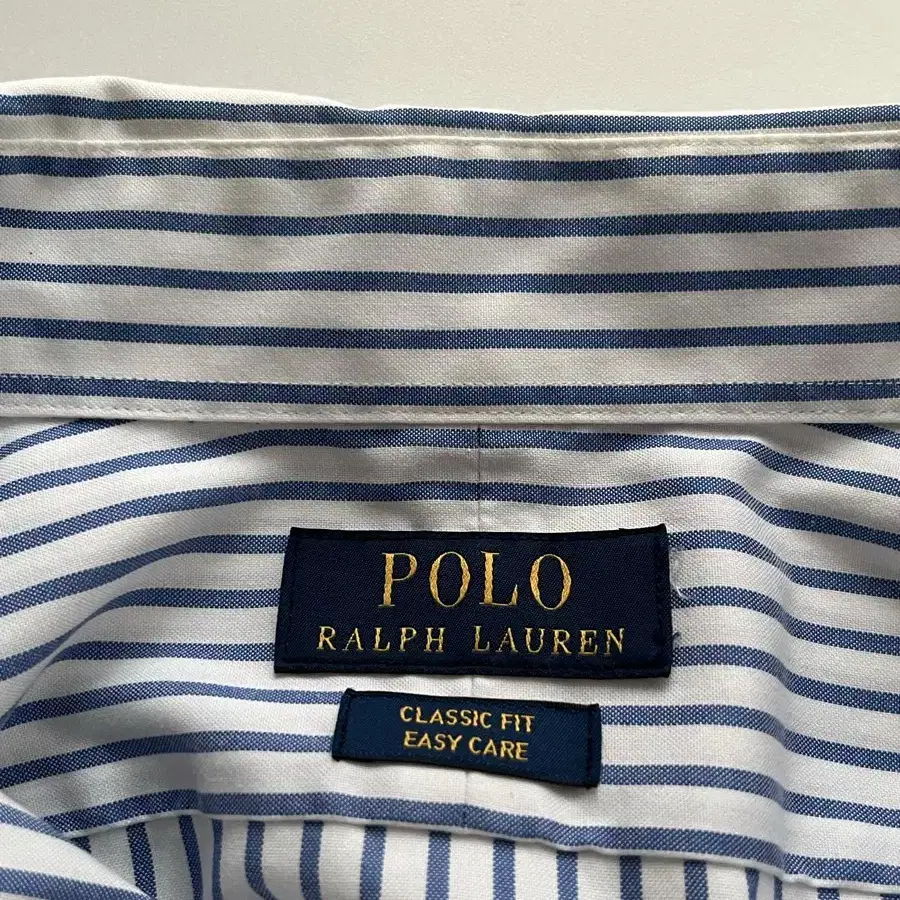 POLO
RALPH LAUREN
CLASSIC FIT
EASY CARE